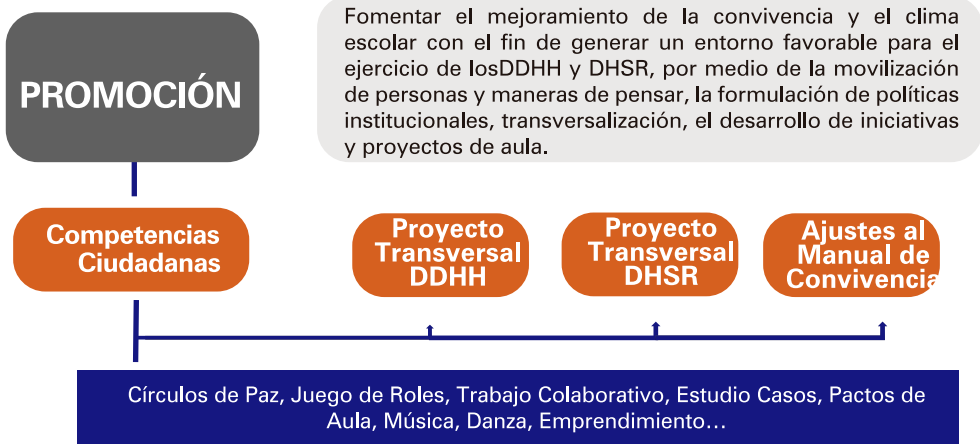 PROMOCIÓN
Fomentar el mejoramiento de la convivencia y el clima
escolar con el fin de generar un entorno favorable para el
ejercicio de losDDHH y DHSR, por medio de la movilización
de personas y maneras de pensar, la formulación de políticas
institucionales, transversalización, el desarrollo de iniciativas
y proyectos de aula.
Competencias
Ciudadanas
Proyecto
Transversal
DDHH
Proyecto
Transversal
DHSR
Ajustes al
Manual de
Convivencia
Círculos de Paz, Juego de Roles, Trabajo Colaborativo, Estudio Casos, Pactos de
Aula, Música, Danza, Emprendimiento...